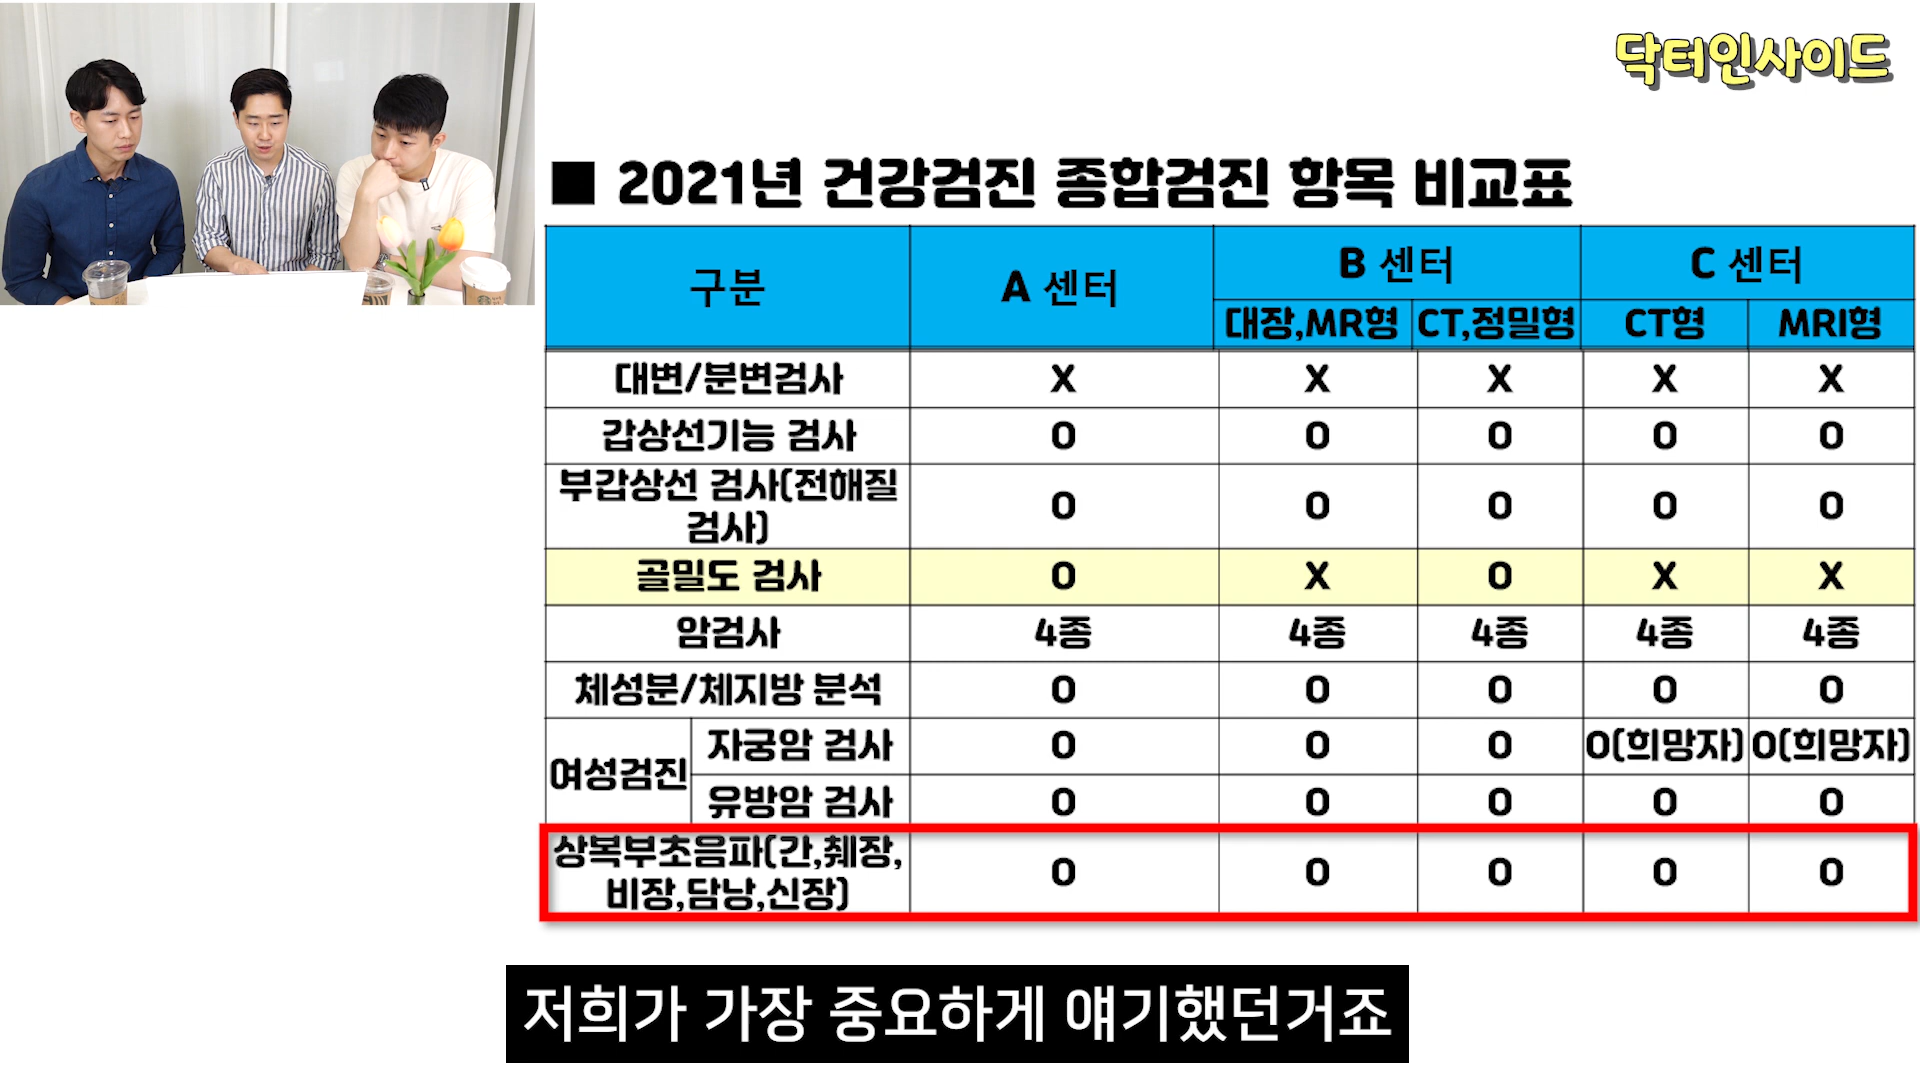 닥터인사이드
■ 2021년 건강검진 종합검진 항목 비교표
구분 A 센터 B 센터 C 센터
대장,MR형 CT,정밀형 CT형 MRI형
대변/분변검사 X X X X X
갑상선기능 검사 O O O O O
부갑상선 검사(전해질
검사) O O O O O
골밀도 검사 O X O X X
암검사 4종 4종 4종 4종 4종
체성분/체지방 분석 O O O O O
여성검진 자궁암 검사 O O O O(희망자) O(희망자)
유방암 검사 O O O O O
상복부초음파(간,췌장,
비장,담낭,신장) O O O O O
저희가 가장 중요하게 얘기했던거죠